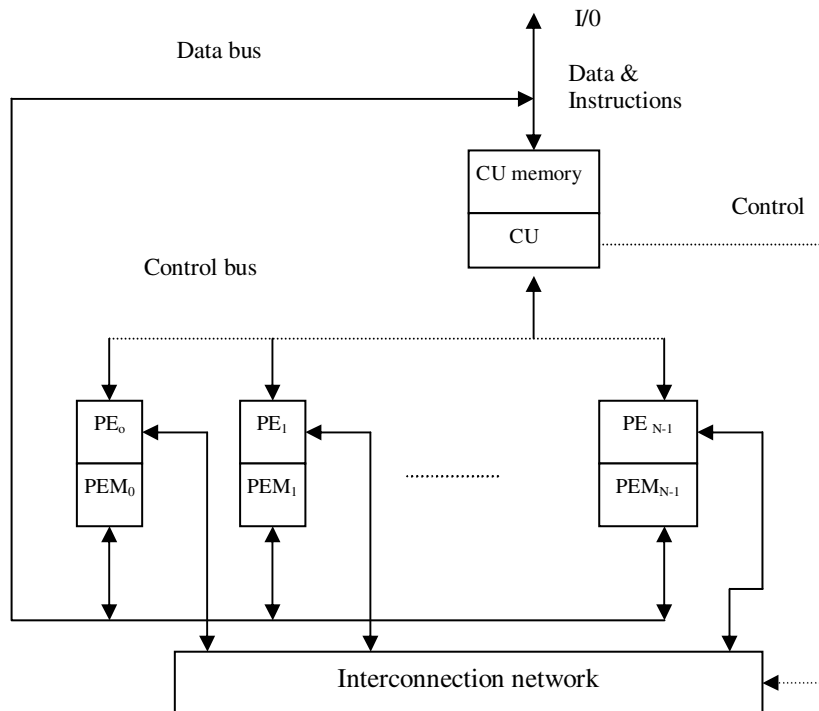 I/0
Data bus
Data &
Instructions
CU memory
Control
CU
Control bus
PEₒ
PE₁
PE N-1
PEM₀
PEM₁
PEMN-1
Interconnection network